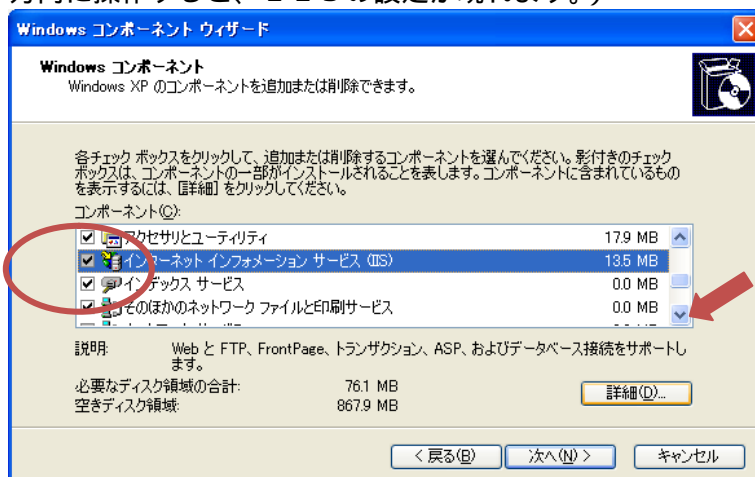 Windows コンポーネント ウィザード
Windows コンポーネント
Windows XP のコンポーネントを追加または削除できます。
各チェック ボックスをクリックして、追加または削除するコンポーネントを選んでください。影付きのチェック
ボックスは、コンポーネントの一部がインストールされることを表します。コンポーネントに含まれているもの
を表示するには、[詳細] をクリックしてください。
コンポーネント(C):
アクセサリとユーティリティ 17.9 MB
インターネット インフォメーション サービス (IIS) 13.5 MB
インデックス サービス 0.0 MB
そのほかのネットワーク ファイルと印刷サービス 0.0 MB
説明: Web と FTP、FrontPage、トランザクション、ASP、およびデータベース接続をサポートし
ます。
必要なディスク領域の合計: 76.1 MB
空きディスク領域: 867.9 MB
詳細(D)...
< 戻る(B) 次へ(N) > キャンセル